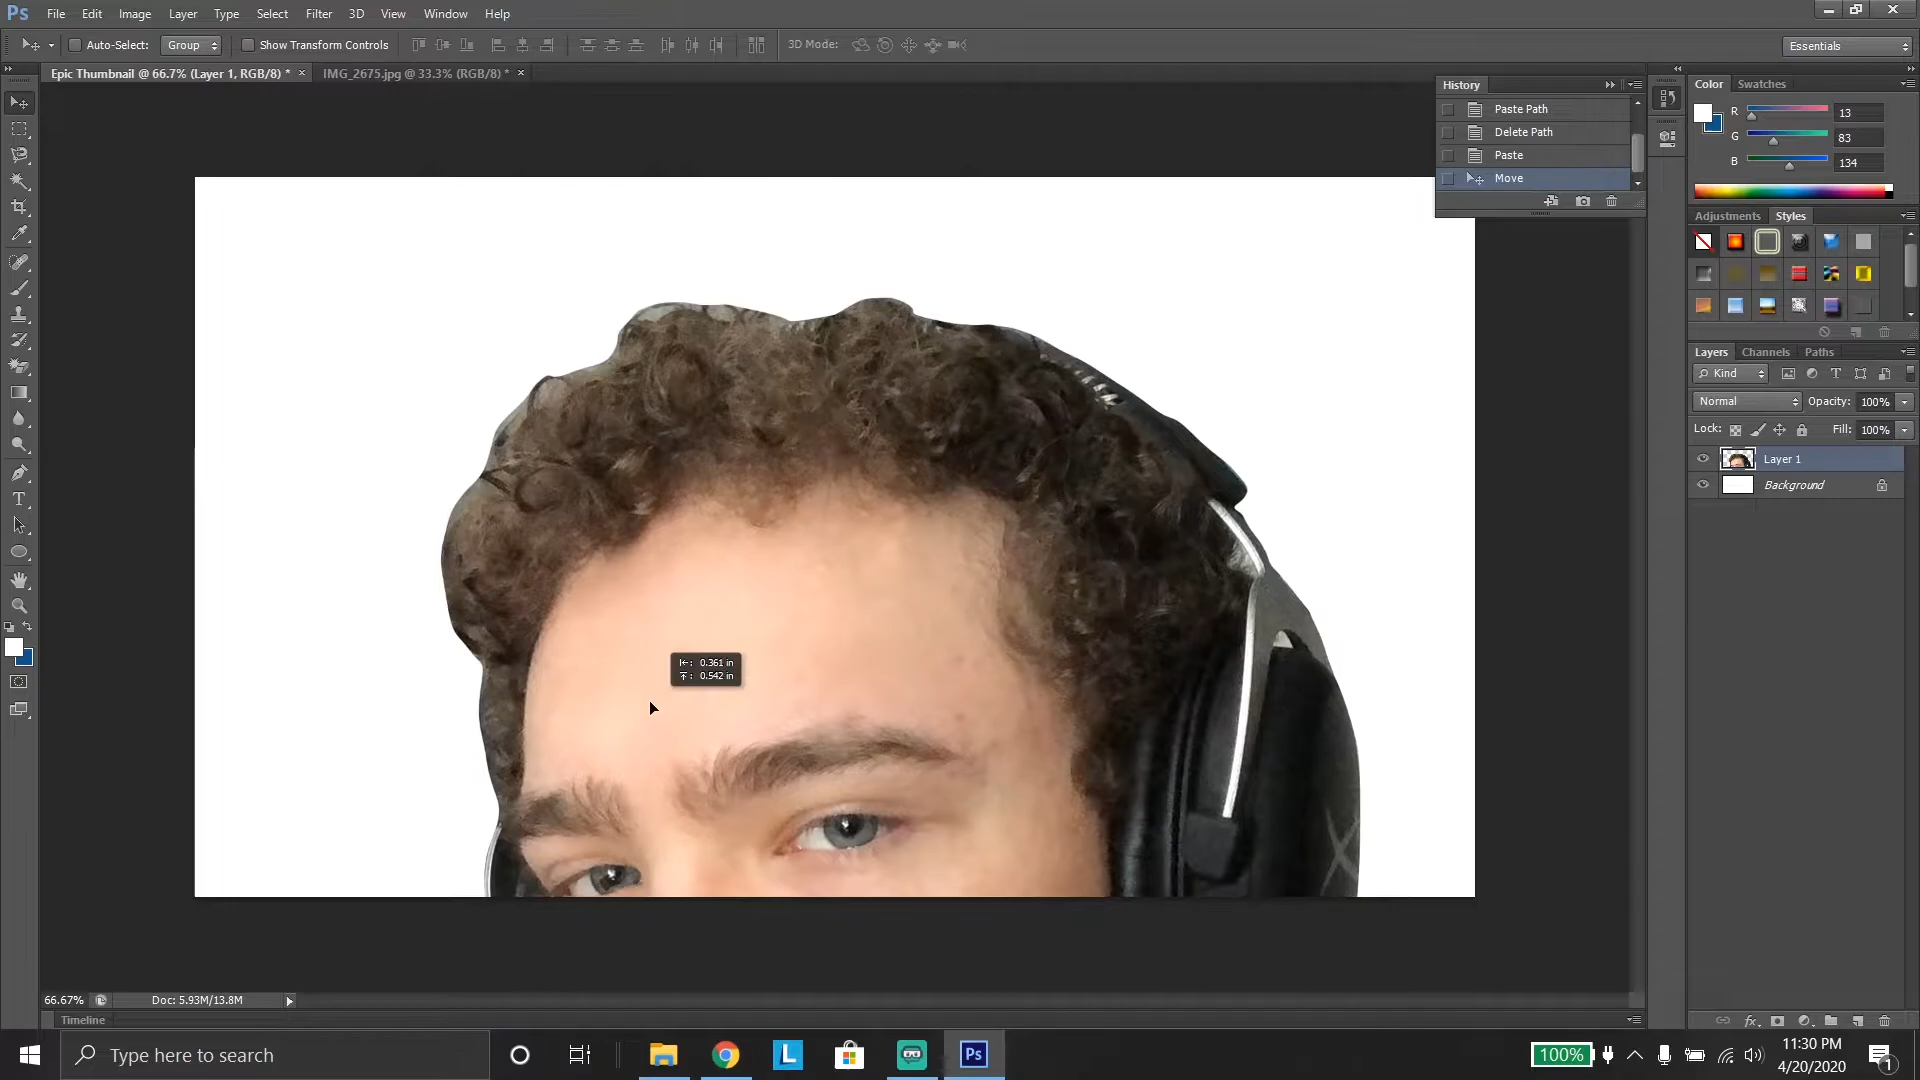 Ps File Edit Image Layer Type Select Filter 3D View Window Help
Auto-Select: Group Show Transform Controls 3D Mode: Essentials
Epic Thumbnail @ 66.7% (Layer 1, RGB/8) * × IMG_2675.jpg @ 33.3% (RGB/8) * ×
History
Paste Path
Delete Path
Paste
Move
Color Swatches
R 13
G 83
B 134
Adjustments Styles
Layers Channels Paths
Kind
Normal Opacity: 100%
Lock: Fill: 100%
Layer 1
Background
0.361 in
0.542 in
66.67% Doc: 5.93M/13.8M
Timeline
Type here to search
L
Ps
100%
11:30 PM
4/20/2020
1